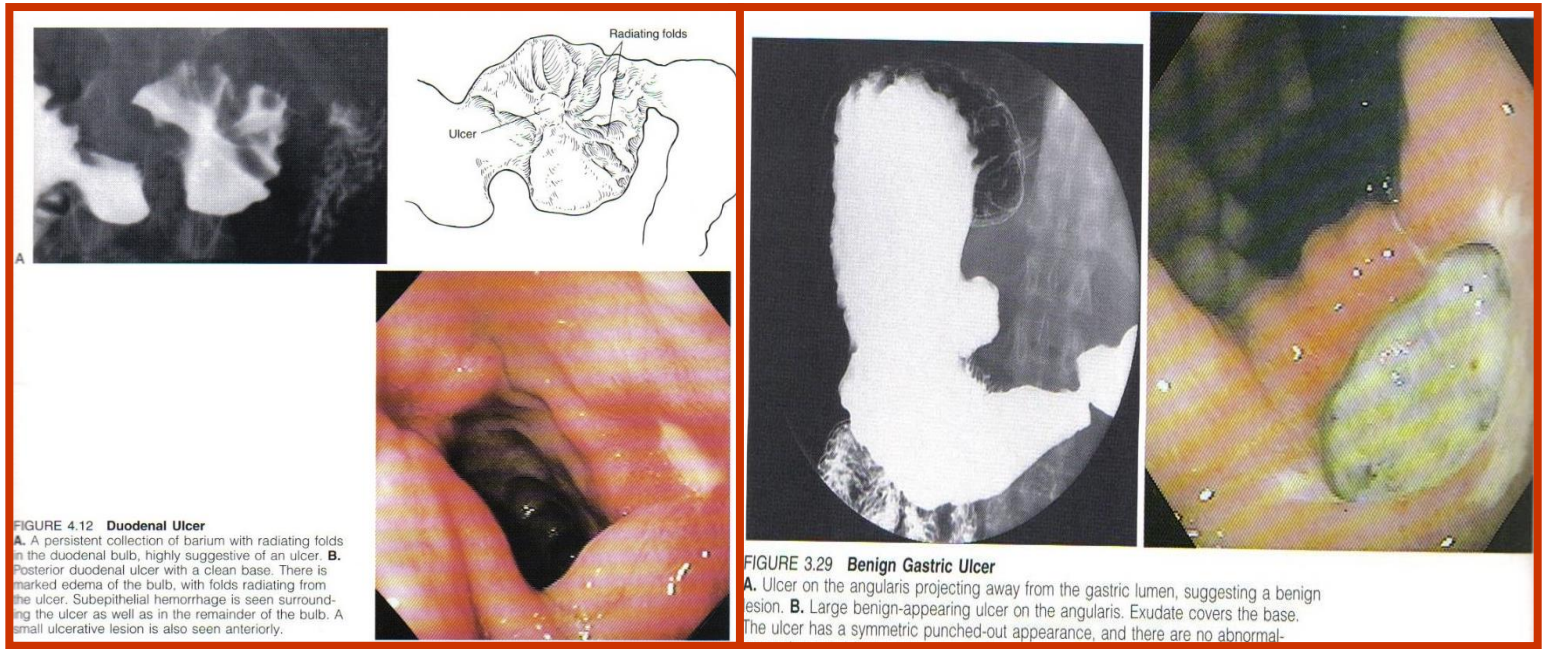 Radiating folds
Ulcer
A
FIGURE 4.12 Duodenal Ulcer
A. A persistent collection of barium with radiating folds
in the duodenal bulb, highly suggestive of an ulcer. B.
Posterior duodenal ulcer with a clean base. There is
marked edema of the bulb, with folds radiating from
the ulcer. Subepithelial hemorrhage is seen surround-
ing the ulcer as well as in the remainder of the bulb. A
small ulcerative lesion is also seen anteriorly.
FIGURE 3.29 Benign Gastric Ulcer
A. Ulcer on the angularis projecting away from the gastric lumen, suggesting a benign
lesion. B. Large benign-appearing ulcer on the angularis. Exudate covers the base.
The ulcer has a symmetric punched-out appearance, and there are no abnormal-